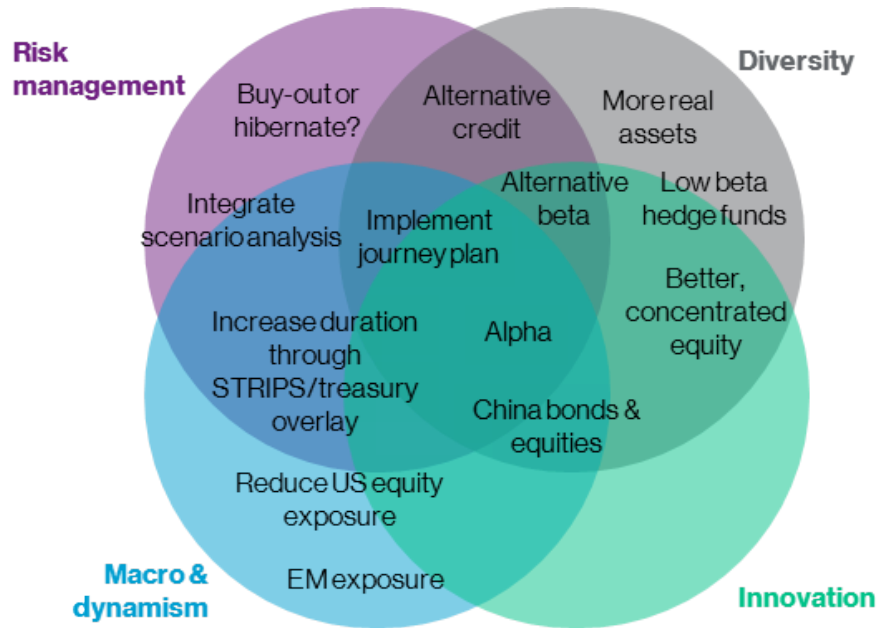 Risk
management
Diversity
Buy-out or
hibernate?
Alternative
credit
More real
assets
Integrate
scenario analysis
Implement
journey plan
Alternative
beta
Low beta
hedge funds
Better,
concentrated
equity
Increase duration
through
STRIPS/treasury
overlay
Alpha
China bonds &
equities
Reduce US equity
exposure
EM exposure
Macro &
dynamism
Innovation